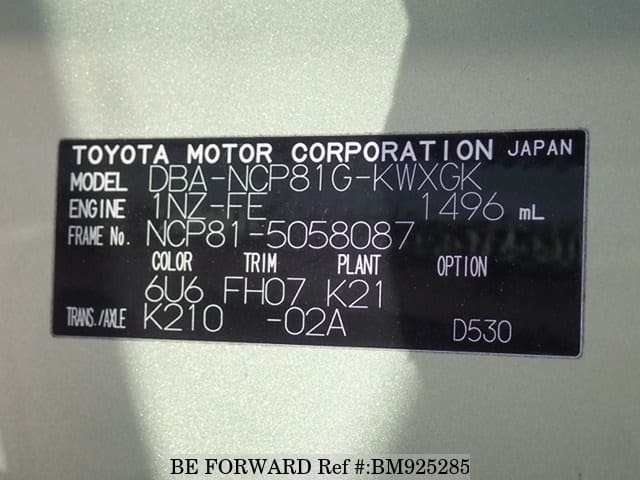 TOYOTA MOTOR CORPORATION JAPAN
MODEL DBA-NCP81G-KWXGK
ENGINE 1NZ-FE 1496 mL
FRAME No. NCP81-5058087
COLOR TRIM PLANT OPTION
6U6 FH07 K21
TRANS./AXLE K210 -02A D530
BE FORWARD Ref #:BM925285